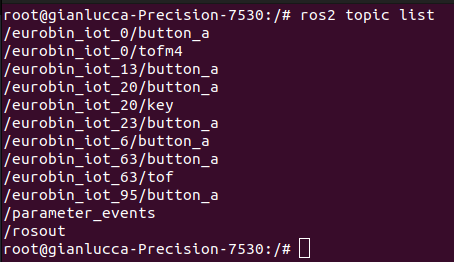 root@gianlucca-Precision-7530:/# ros2 topic list
/eurobin_iot_0/button_a
/eurobin_iot_0/tofm4
/eurobin_iot_13/button_a
/eurobin_iot_20/button_a
/eurobin_iot_20/key
/eurobin_iot_23/button_a
/eurobin_iot_6/button_a
/eurobin_iot_63/button_a
/eurobin_iot_63/tof
/eurobin_iot_95/button_a
/parameter_events
/rosout
root@gianlucca-Precision-7530:/#